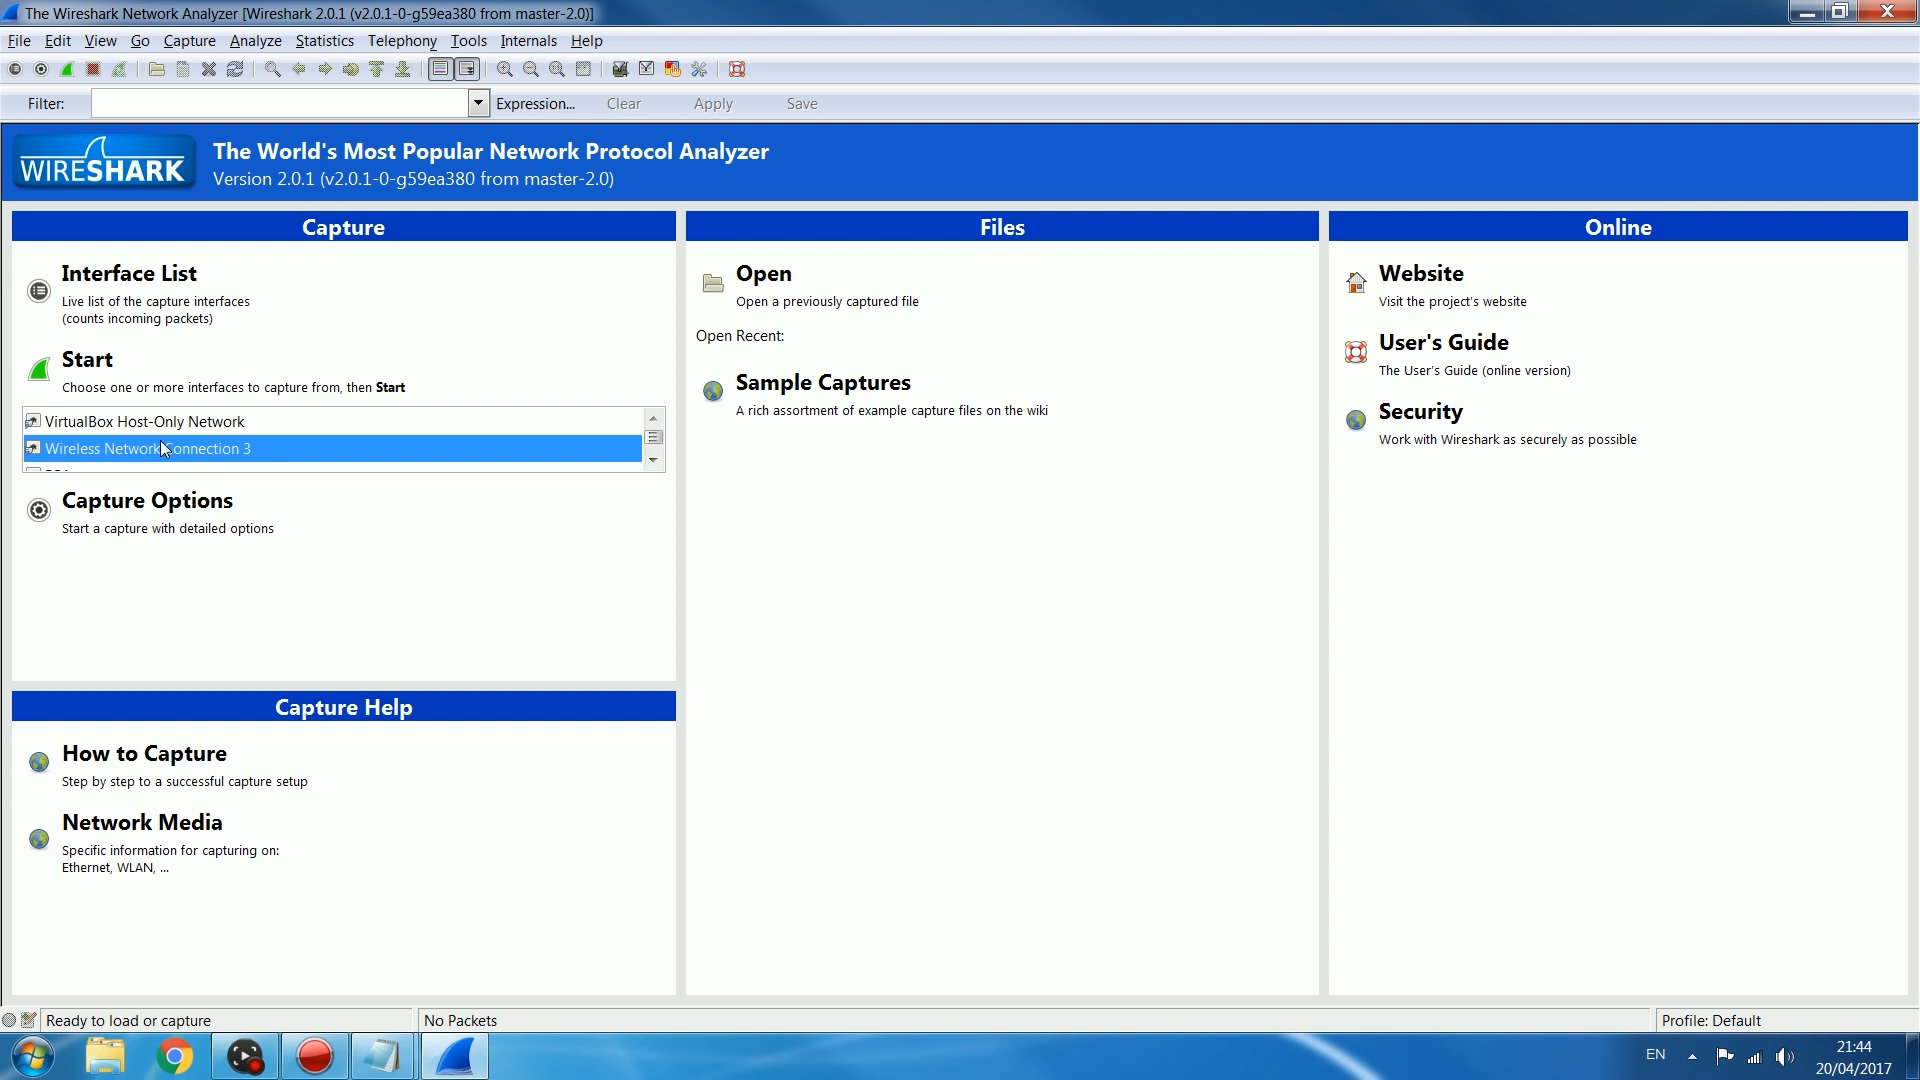 The Wireshark Network Analyzer [Wireshark 2.0.1 (v2.0.1-0-g59ea380 from master-2.0)]
File Edit View Go Capture Analyze Statistics Telephony Tools Internals Help
Filter: Expression... Clear Apply Save
WIRESHARK
The World's Most Popular Network Protocol Analyzer
Version 2.0.1 (v2.0.1-0-g59ea380 from master-2.0)
Capture
Interface List
Live list of the capture interfaces
(counts incoming packets)
Start
Choose one or more interfaces to capture from, then Start
VirtualBox Host-Only Network
Wireless Network Connection 3
Capture Options
Start a capture with detailed options
Capture Help
How to Capture
Step by step to a successful capture setup
Network Media
Specific information for capturing on:
Ethernet, WLAN, ...
Files
Open
Open a previously captured file
Open Recent:
Sample Captures
A rich assortment of example capture files on the wiki
Online
Website
Visit the project's website
User's Guide
The User's Guide (online version)
Security
Work with Wireshark as securely as possible
Ready to load or capture
No Packets
Profile: Default
EN
21:44
20/04/2017